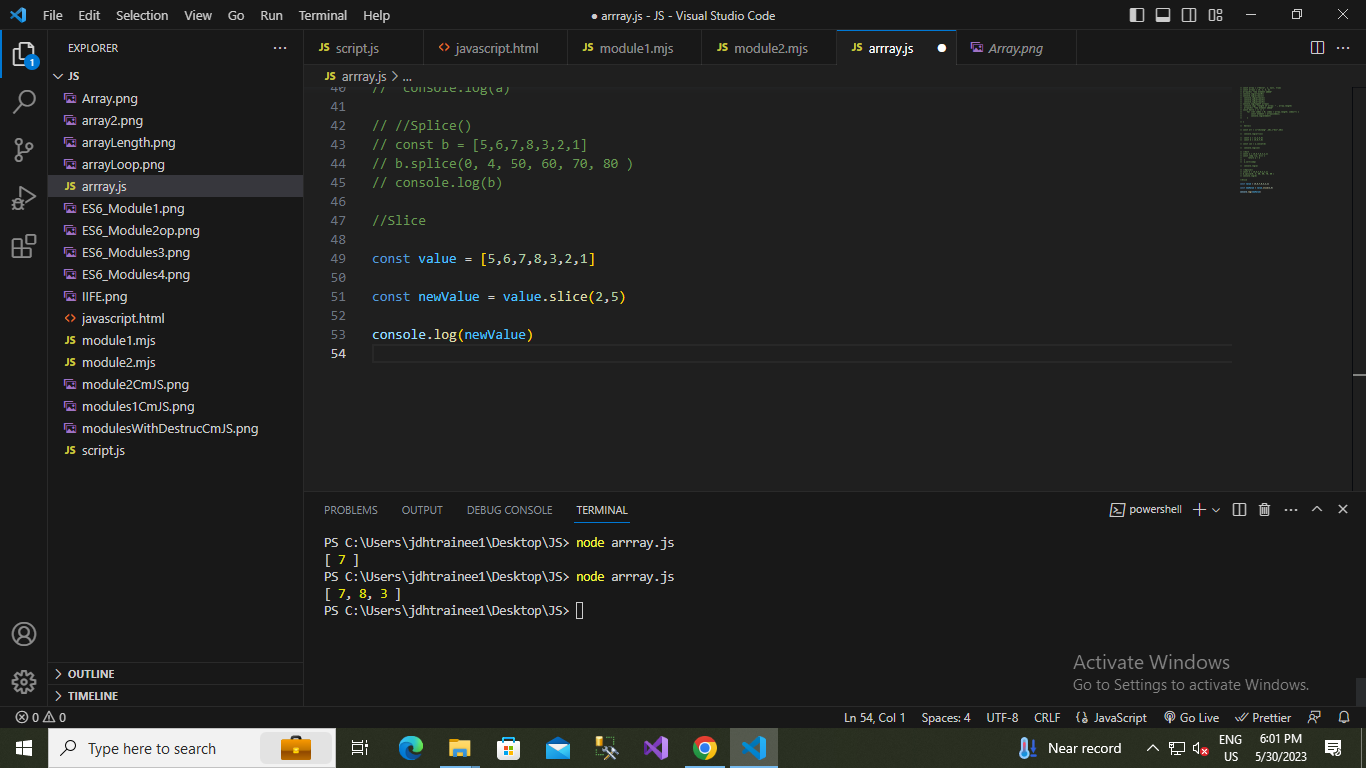 File Edit Selection View Go Run Terminal Help
● arrray.js - JS - Visual Studio Code
EXPLORER
1
JS
Array.png
array2.png
arrayLength.png
arrayLoop.png
JS arrray.js
ES6_Module1.png
ES6_Module2op.png
ES6_Modules3.png
ES6_Modules4.png
IIFE.png
<> javascript.html
JS module1.mjs
JS module2.mjs
module2CmJS.png
modules1CmJS.png
modulesWithDestrucCmJS.png
JS script.js
OUTLINE
TIMELINE
JS script.js <> javascript.html JS module1.mjs JS module2.mjs JS arrray.js ● Array.png
JS arrray.js > ...
40 // console.log(a)
41
42 // //Splice()
43 // const b = [5,6,7,8,3,2,1]
44 // b.splice(0, 4, 50, 60, 70, 80 )
45 // console.log(b)
46
47 //Slice
48
49 const value = [5,6,7,8,3,2,1]
50
51 const newValue = value.slice(2,5)
52
53 console.log(newValue)
54
PROBLEMS OUTPUT DEBUG CONSOLE TERMINAL
powershell
PS C:\Users\jdhtrainee1\Desktop\JS> node arrray.js
[ 7 ]
PS C:\Users\jdhtrainee1\Desktop\JS> node arrray.js
[ 7, 8, 3 ]
PS C:\Users\jdhtrainee1\Desktop\JS>
Activate Windows
Go to Settings to activate Windows.
0 0
Ln 54, Col 1 Spaces: 4 UTF-8 CRLF {} JavaScript Go Live Prettier
Type here to search
Near record
ENG
US
6:01 PM
5/30/2023